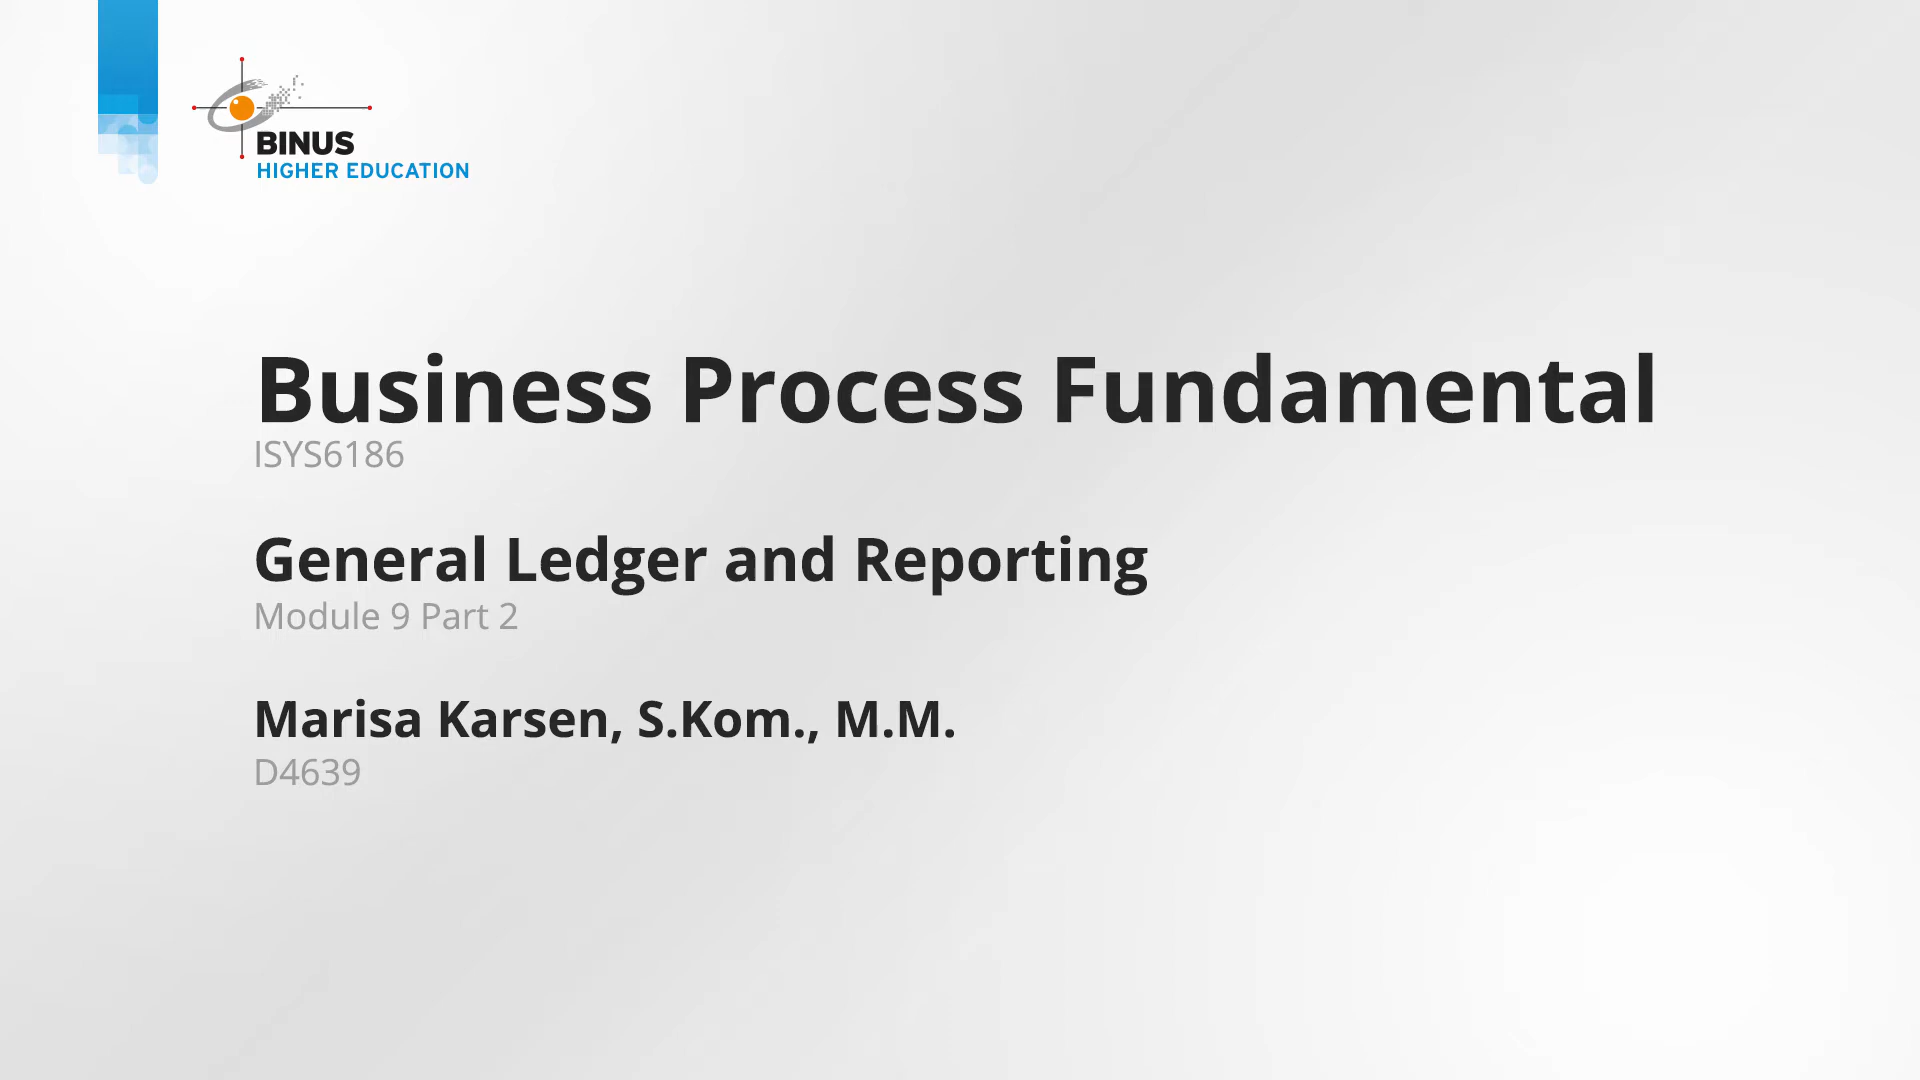 BINUS
HIGHER EDUCATION
Business Process Fundamental
ISYS6186
General Ledger and Reporting
Module 9 Part 2
Marisa Karsen, S.Kom., M.M.
D4639